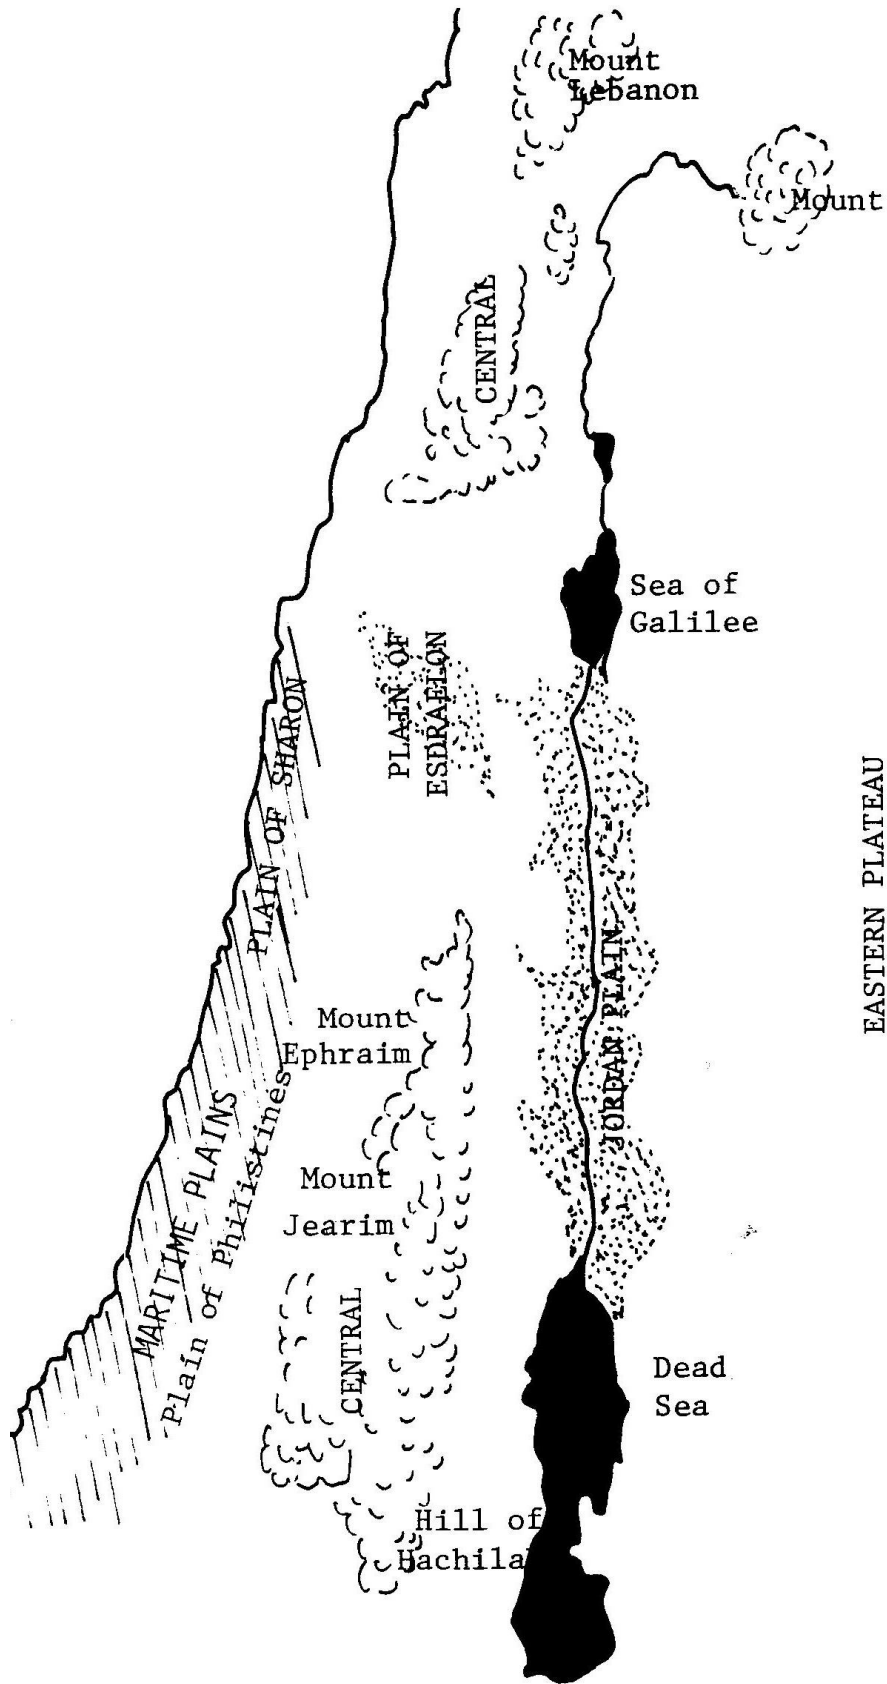 Mount
Lebanon
Mount
CENTRAL
Sea of
Galilee
PLAIN OF
ESDRAELON
PLAIN OF SHARON
EASTERN PLATEAU
JORDAN PLAIN
Mount
Ephraim
MARITIME PLAINS
Plain of Philistines
Mount
Jearim
CENTRAL
Dead
Sea
Hill of
Hachilah